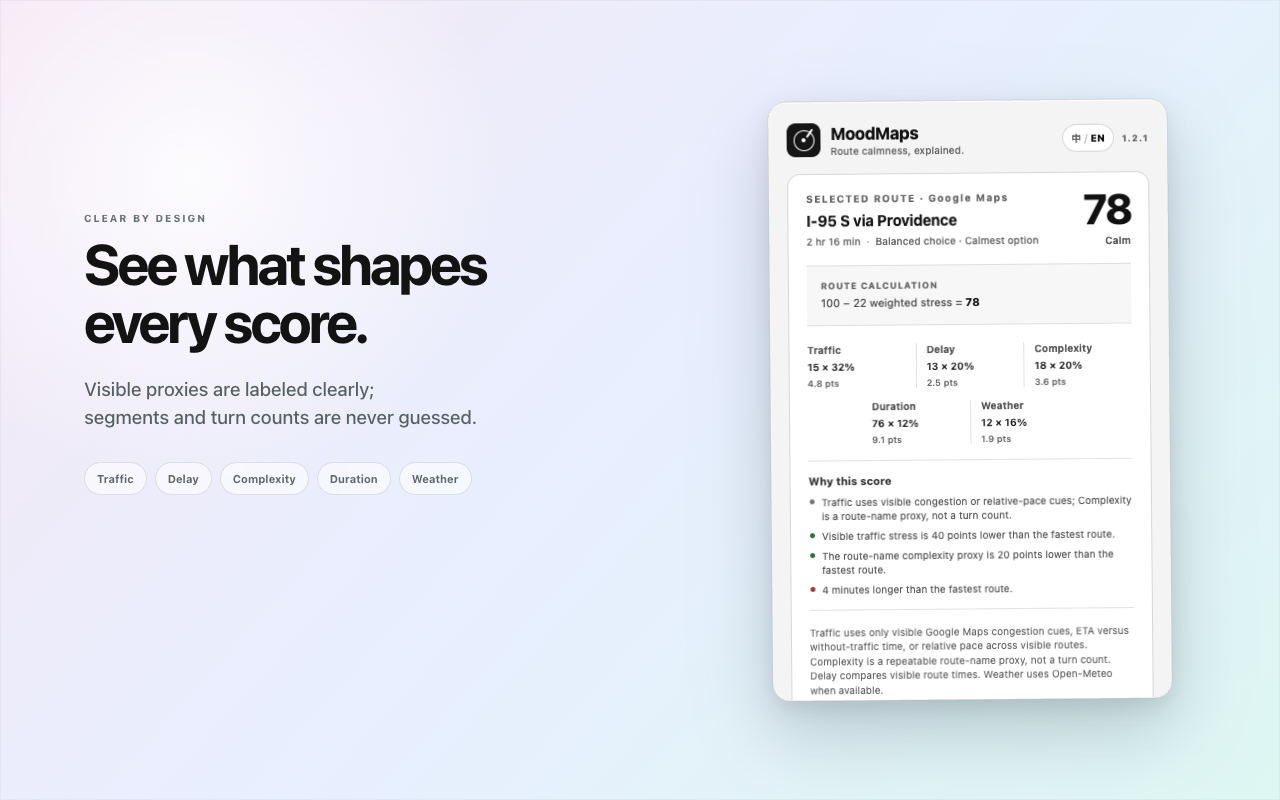 CLEAR BY DESIGN
See what shapes
every score.
Visible proxies are labeled clearly;
segments and turn counts are never guessed.
Traffic Delay Complexity Duration Weather
MoodMaps
Route calmness, explained.
中 / EN 1.2.1
SELECTED ROUTE · Google Maps
78
I-95 S via Providence
2 hr 16 min · Balanced choice · Calmest option
Calm
ROUTE CALCULATION
100 − 22 weighted stress = 78
Traffic Delay Complexity
15 × 32% 13 × 20% 18 × 20%
4.8 pts 2.5 pts 3.6 pts
Duration Weather
76 × 12% 12 × 16%
9.1 pts 1.9 pts
Why this score
Traffic uses visible congestion or relative-pace cues; Complexity
is a route-name proxy, not a turn count.
Visible traffic stress is 40 points lower than the fastest route.
The route-name complexity proxy is 20 points lower than the
fastest route.
4 minutes longer than the fastest route.
Traffic uses only visible Google Maps congestion cues, ETA versus
without-traffic time, or relative pace across visible routes.
Complexity is a repeatable route-name proxy, not a turn count.
Delay compares visible route times. Weather uses Open-Meteo
when available.